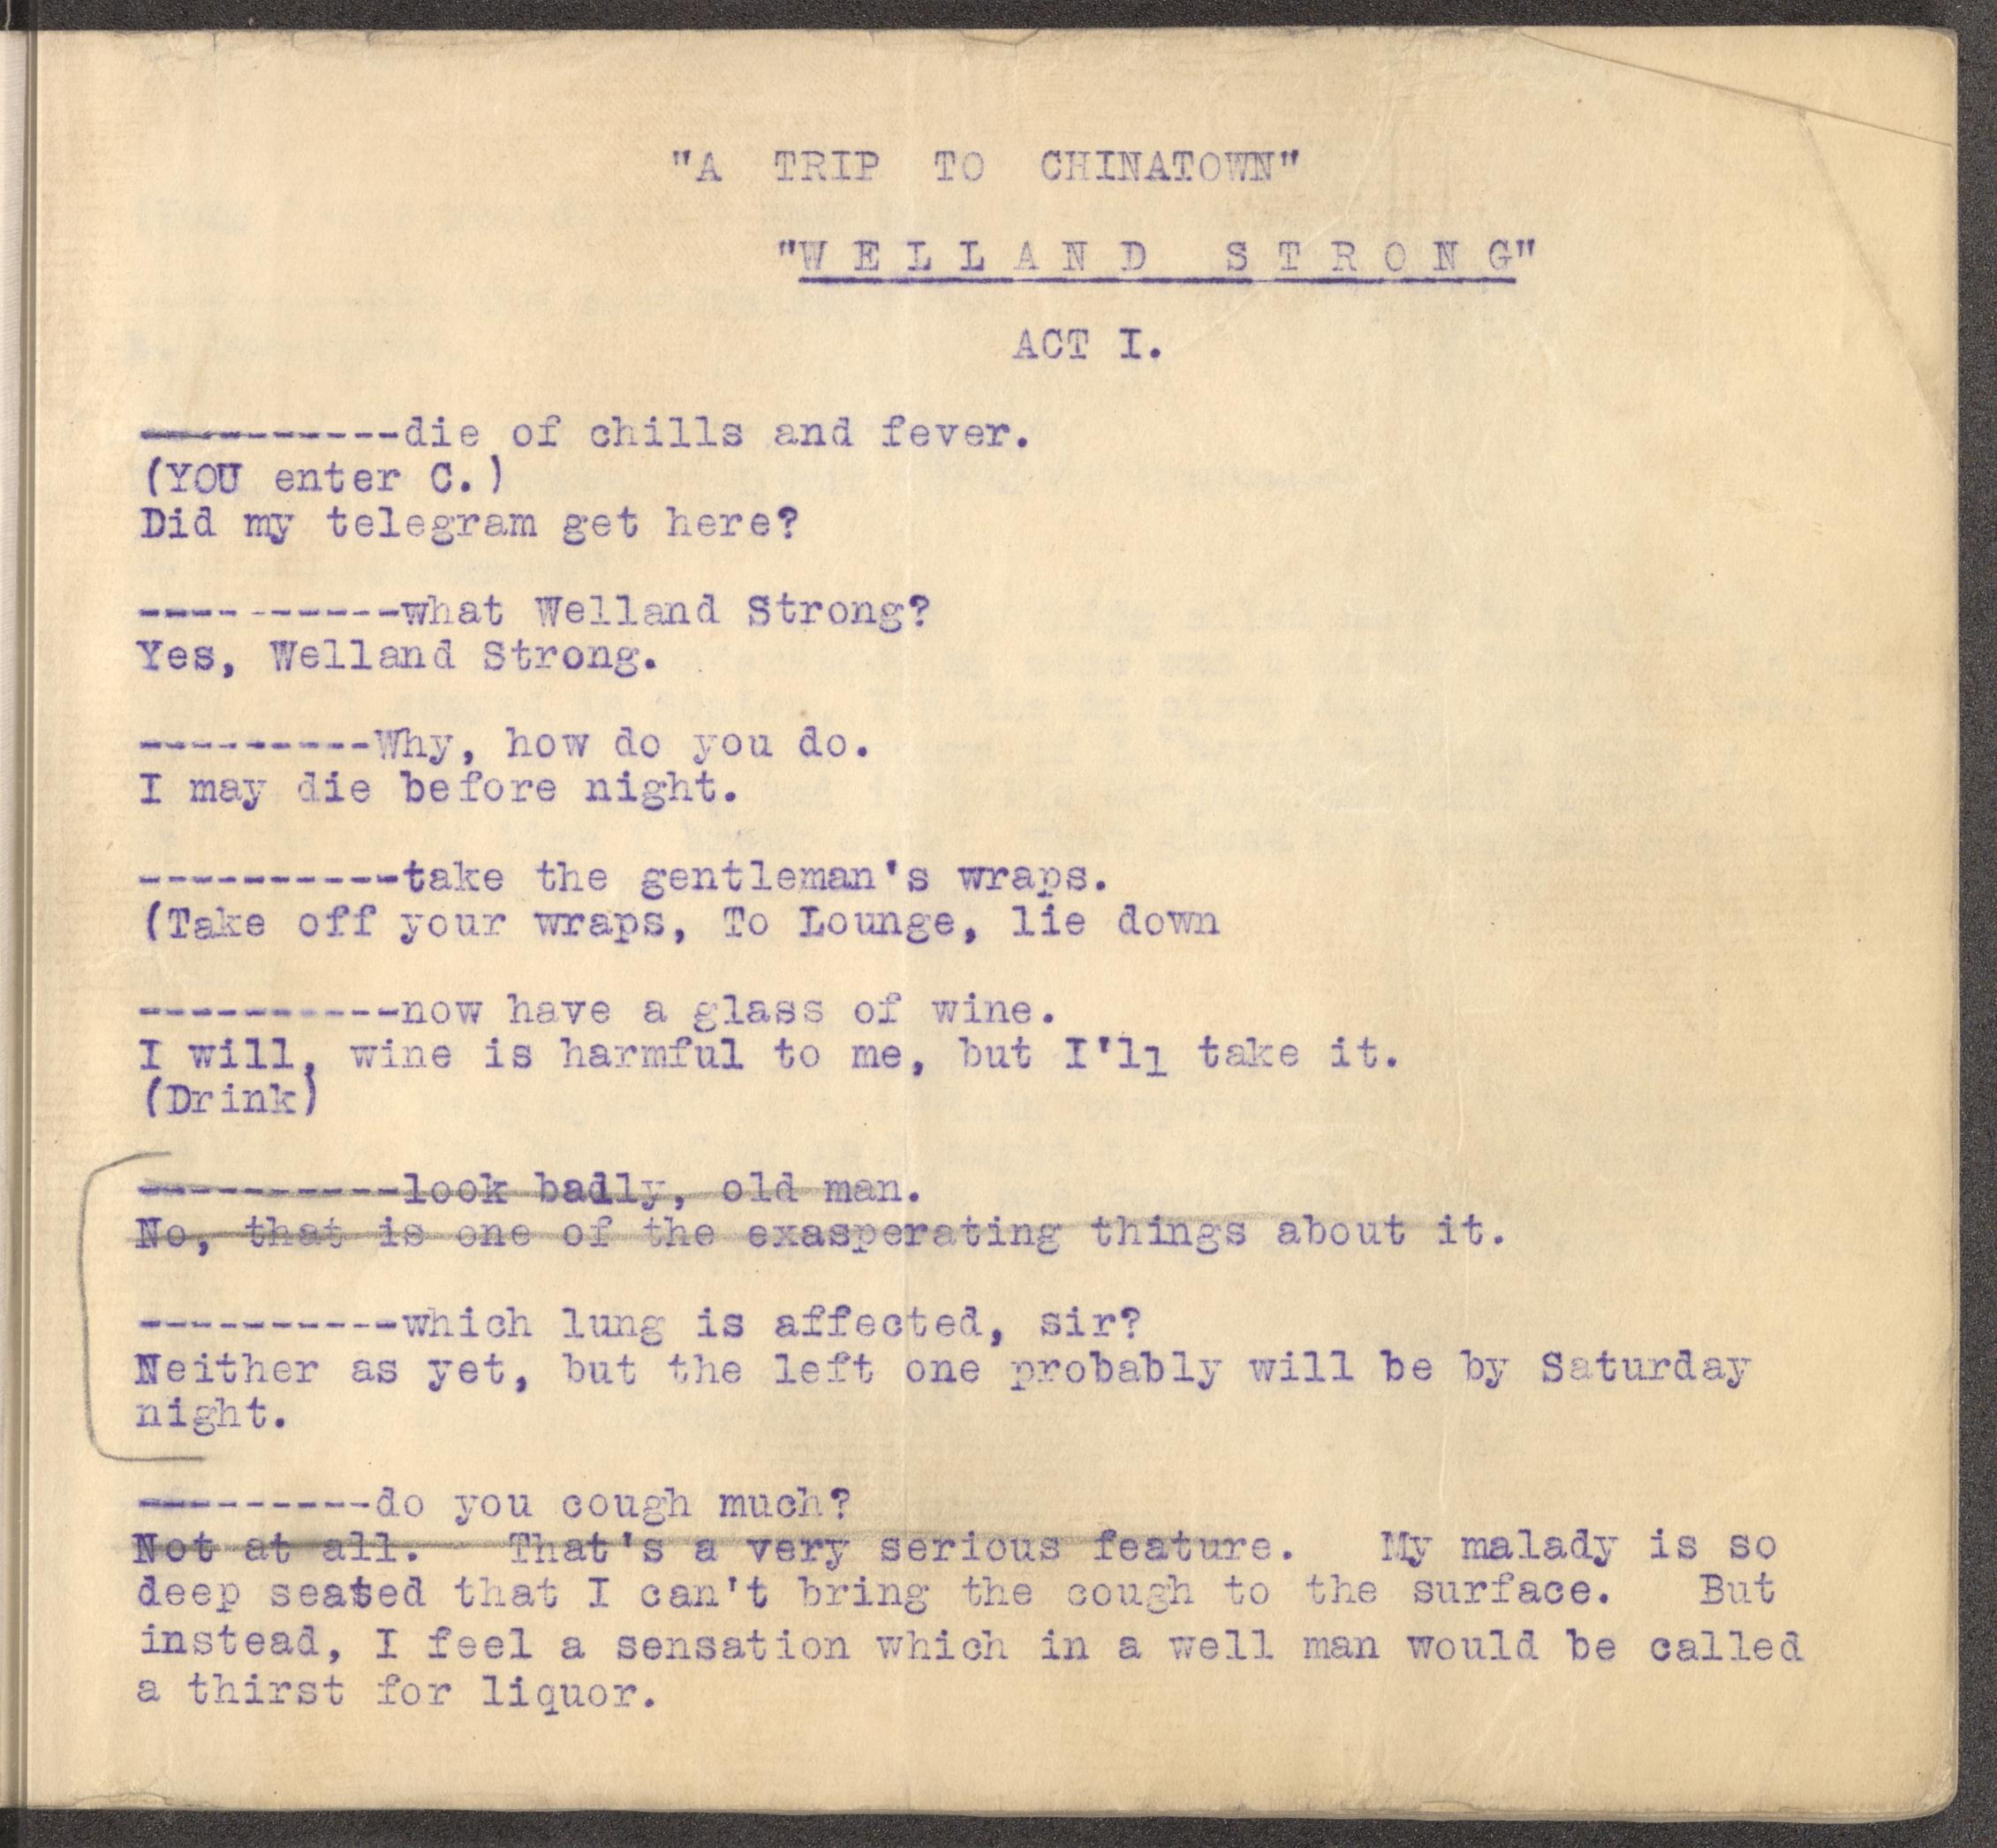 "A TRIP TO CHINATOWN"
"WELLAND STRONG"
ACT I.
----------die of chills and fever.
(YOU enter C.)
Did my telegram get here?
----------what Welland Strong?
Yes, Welland Strong.
---------Why, how do you do.
I may die before night.
----------take the gentleman's wraps.
(Take off your wraps, To Lounge, lie down
----------now have a glass of wine.
I will, wine is harmful to me, but I'll take it.
(Drink)
----------look badly, old man.
No, that is one of the exasperating things about it.
----------which lung is affected, sir?
Neither as yet, but the left one probably will be by Saturday
night.
---------do you cough much?
Not at all. That's a very serious feature. My malady is so
deep seated that I can't bring the cough to the surface. But
instead, I feel a sensation which in a well man would be called
a thirst for liquor.